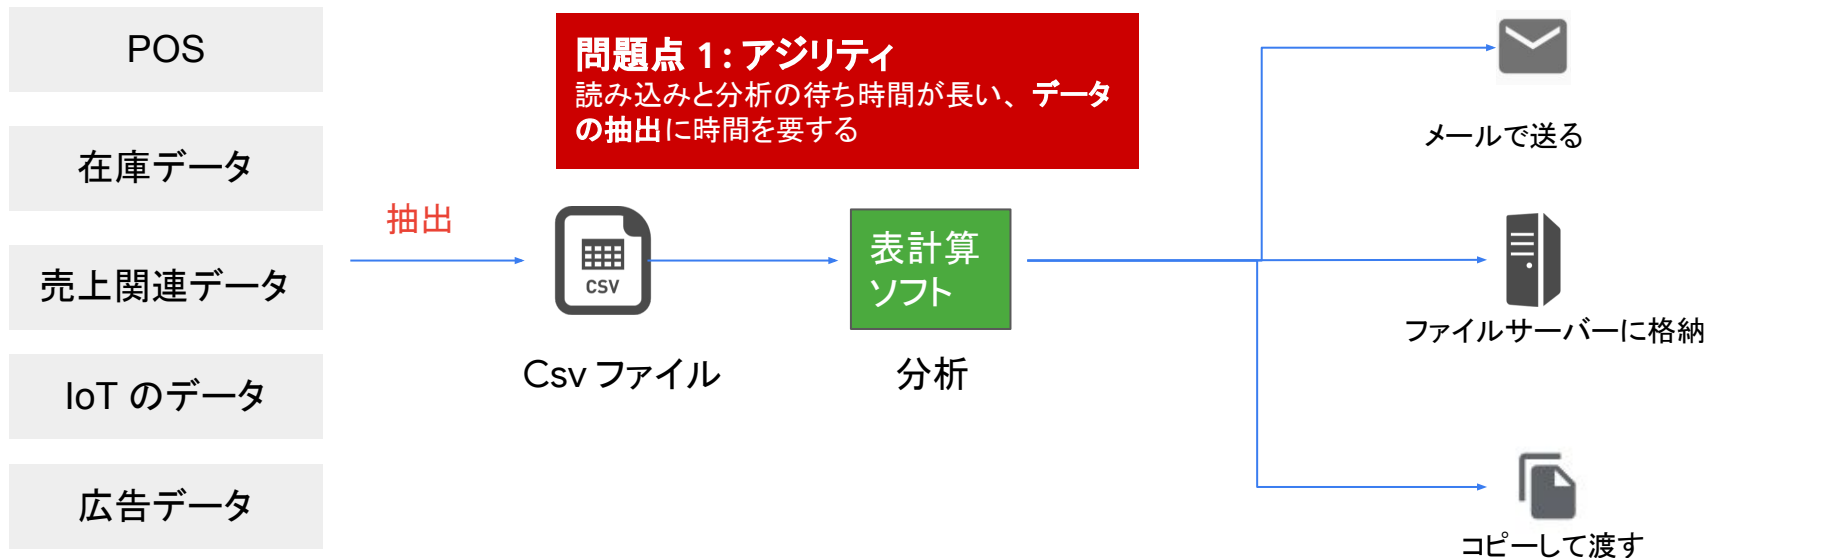 POS
在庫データ
売上関連データ
IoT のデータ
広告データ
抽出
問題点 1: アジリティ
読み込みと分析の待ち時間が長い、データ
の抽出に時間を要する
CSV
Csv ファイル
表計算
ソフト
分析
メールで送る
ファイルサーバーに格納
コピーして渡す